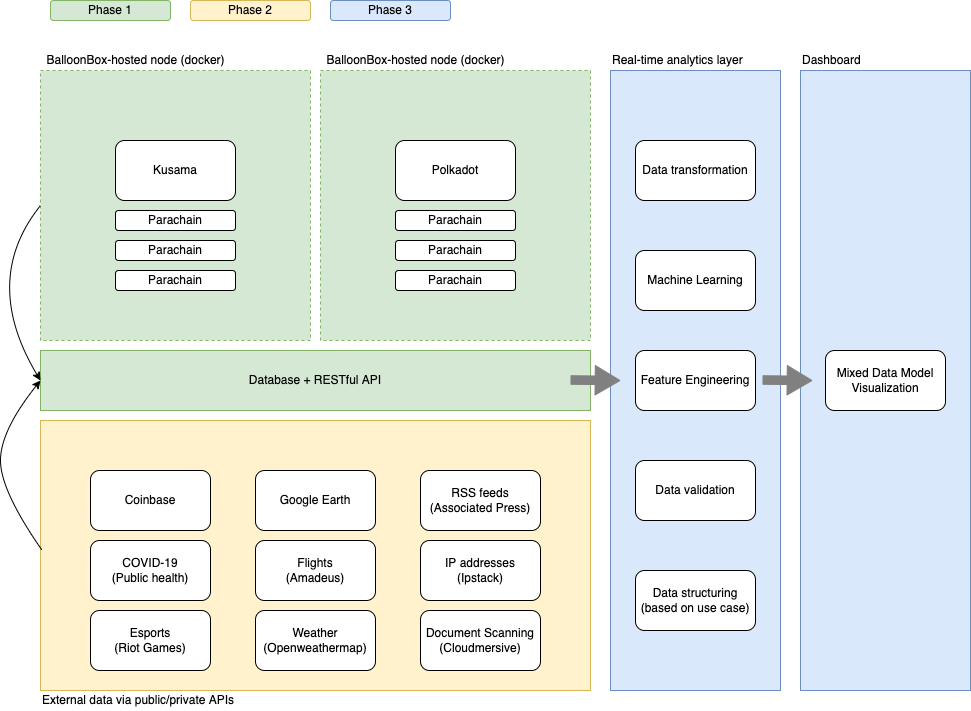 Phase 1
Phase 2
Phase 3
BalloonBox-hosted node (docker)
BalloonBox-hosted node (docker)
Real-time analytics layer
Dashboard
Kusama
Parachain
Parachain
Parachain
Polkadot
Parachain
Parachain
Parachain
Database + RESTful API
Coinbase
Google Earth
RSS feeds
(Associated Press)
COVID-19
(Public health)
Flights
(Amadeus)
IP addresses
(Ipstack)
Esports
(Riot Games)
Weather
(Openweathermap)
Document Scanning
(Cloudmersive)
External data via public/private APIs
Data transformation
Machine Learning
Feature Engineering
Data validation
Data structuring
(based on use case)
Mixed Data Model
Visualization